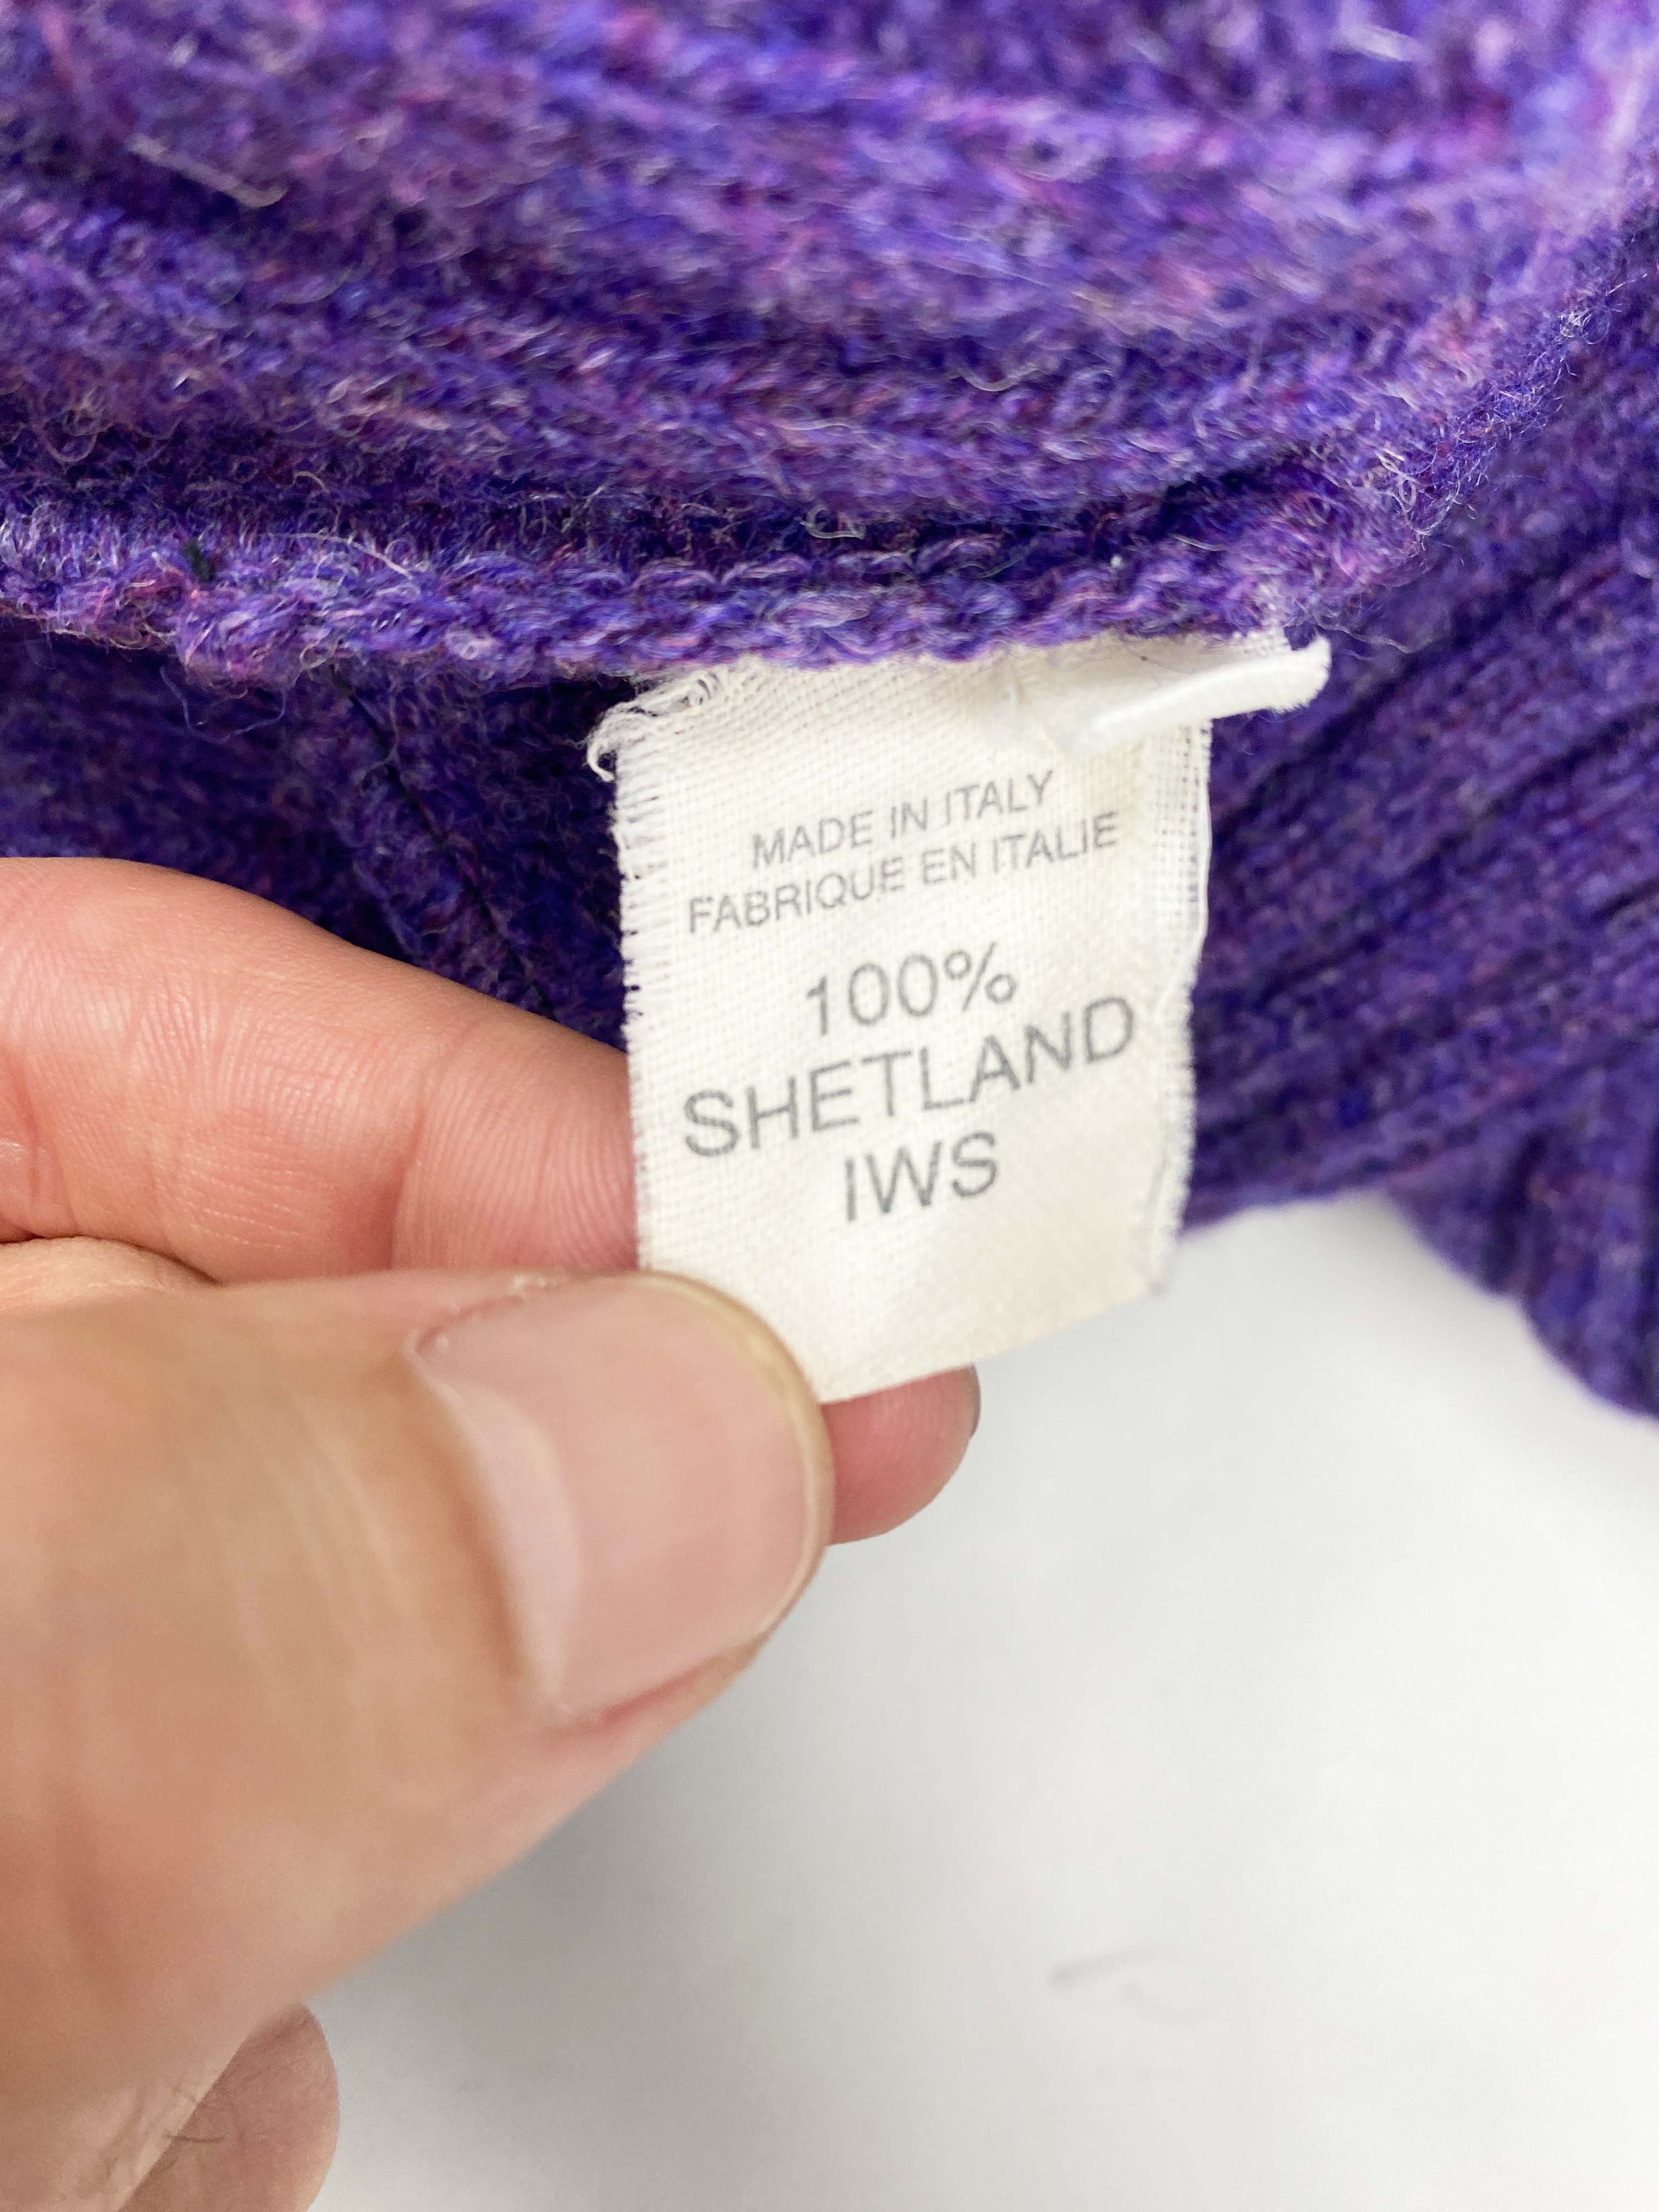 MADE IN ITALY
FABRIQUE EN ITALIE
100%
SHETLAND
IWS